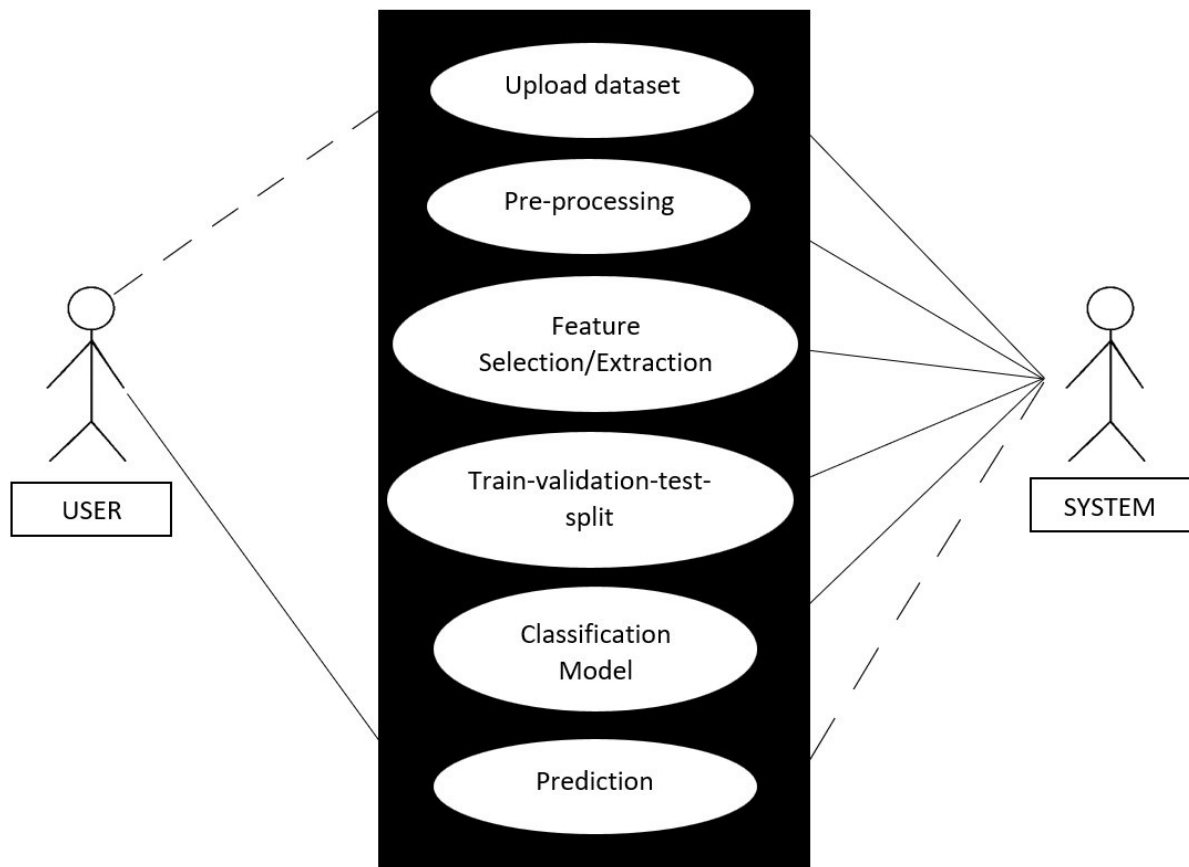 Upload dataset
Pre-processing
Feature
Selection/Extraction
Train-validation-test-
split
Classification
Model
Prediction
USER
SYSTEM